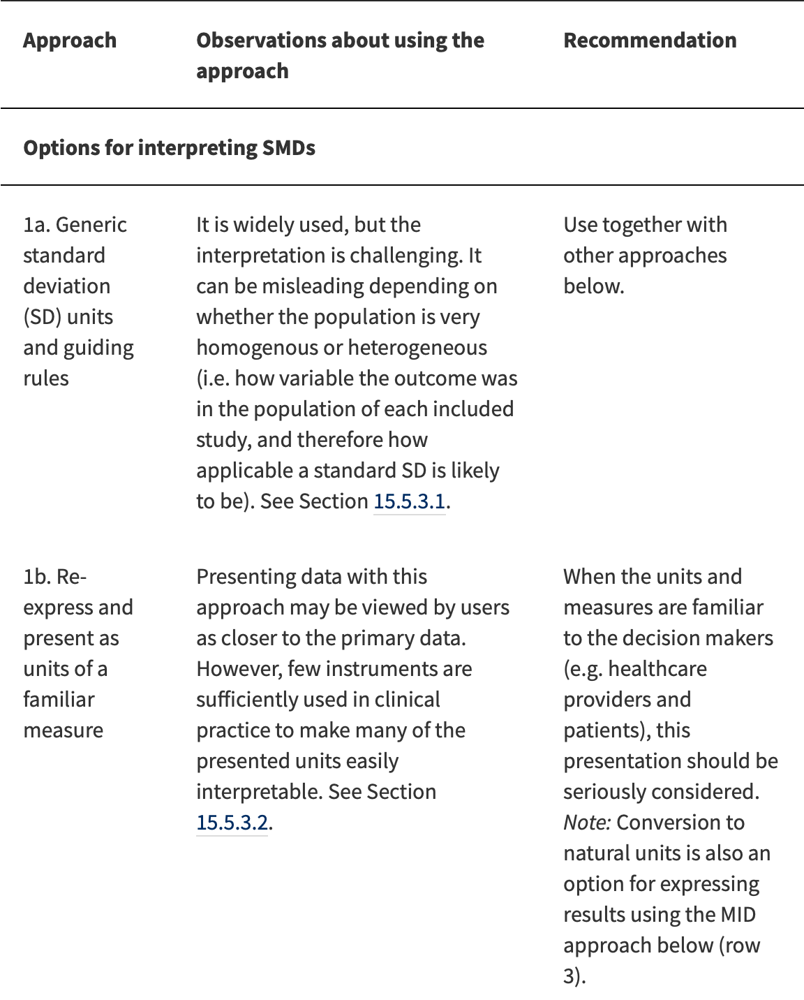 Approach
Observations about using the
approach
Recommendation
Options for interpreting SMDs
1a. Generic
standard
deviation
(SD) units
and guiding
rules
It is widely used, but the
interpretation is challenging. It
can be misleading depending on
whether the population is very
homogenous or heterogeneous
(i.e. how variable the outcome was
in the population of each included
study, and therefore how
applicable a standard SD is likely
to be). See Section 15.5.3.1.
Use together with
other approaches
below.
1b. Re-
express and
present as
units of a
familiar
measure
Presenting data with this
approach may be viewed by users
as closer to the primary data.
However, few instruments are
sufficiently used in clinical
practice to make many of the
presented units easily
interpretable. See Section
15.5.3.2.
When the units and
measures are familiar
to the decision makers
(e.g. healthcare
providers and
patients), this
presentation should be
seriously considered.
Note: Conversion to
natural units is also an
option for expressing
results using the MID
approach below (row
3).